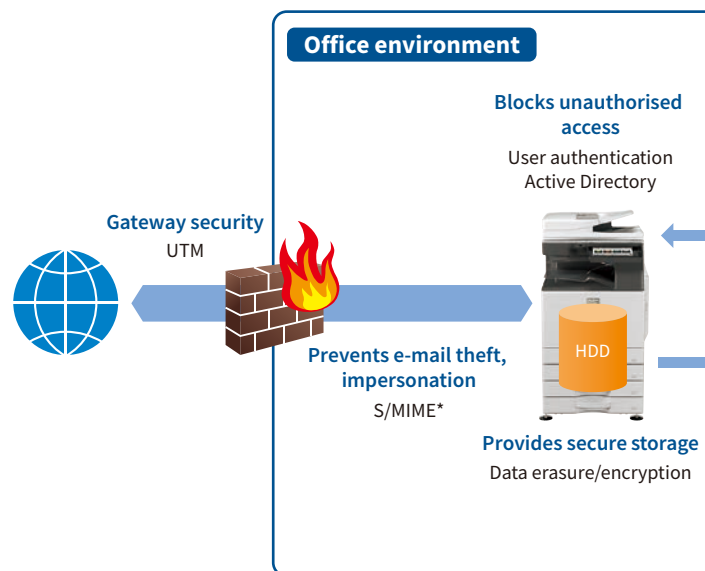 Office environment
Blocks unauthorised
access
User authentication
Active Directory
Gateway security
UTM
HDD
Prevents e-mail theft,
impersonation
S/MIME*
Provides secure storage
Data erasure/encryption